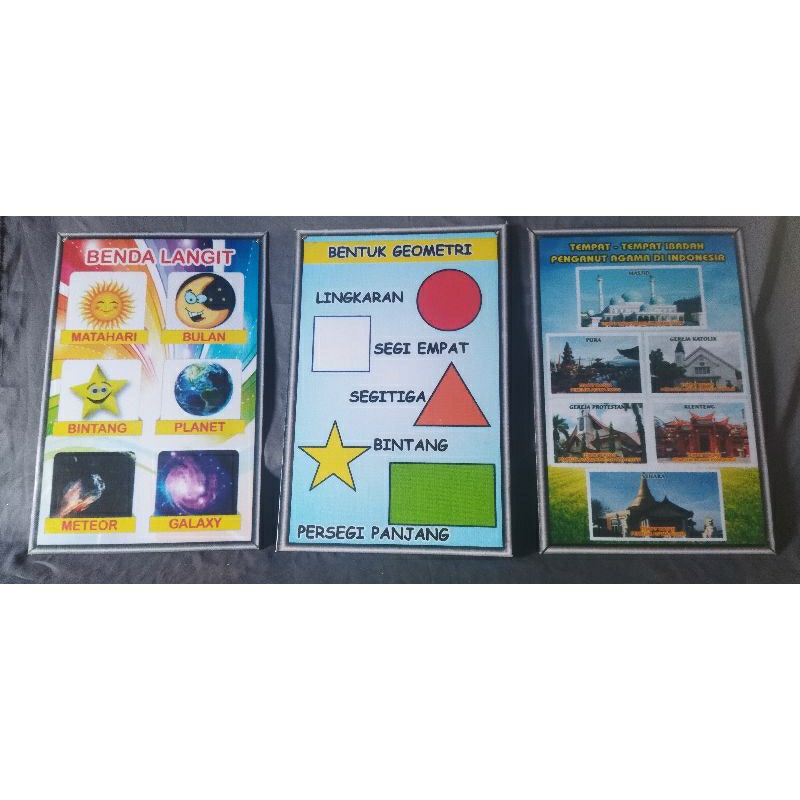 BENDA LANGIT
MATAHARI
BULAN
BINTANG
PLANET
METEOR
GALAXY
BENTUK GEOMETRI
LINGKARAN
SEGI EMPAT
SEGITIGA
BINTANG
PERSEGI PANJANG
TEMPAT - TEMPAT IBADAH
PENGANUT AGAMA DI INDONESIA
MASJID
PURA
GEREJA KATOLIK
GEREJA PROTESTAN
KLENTENG
VIHARA